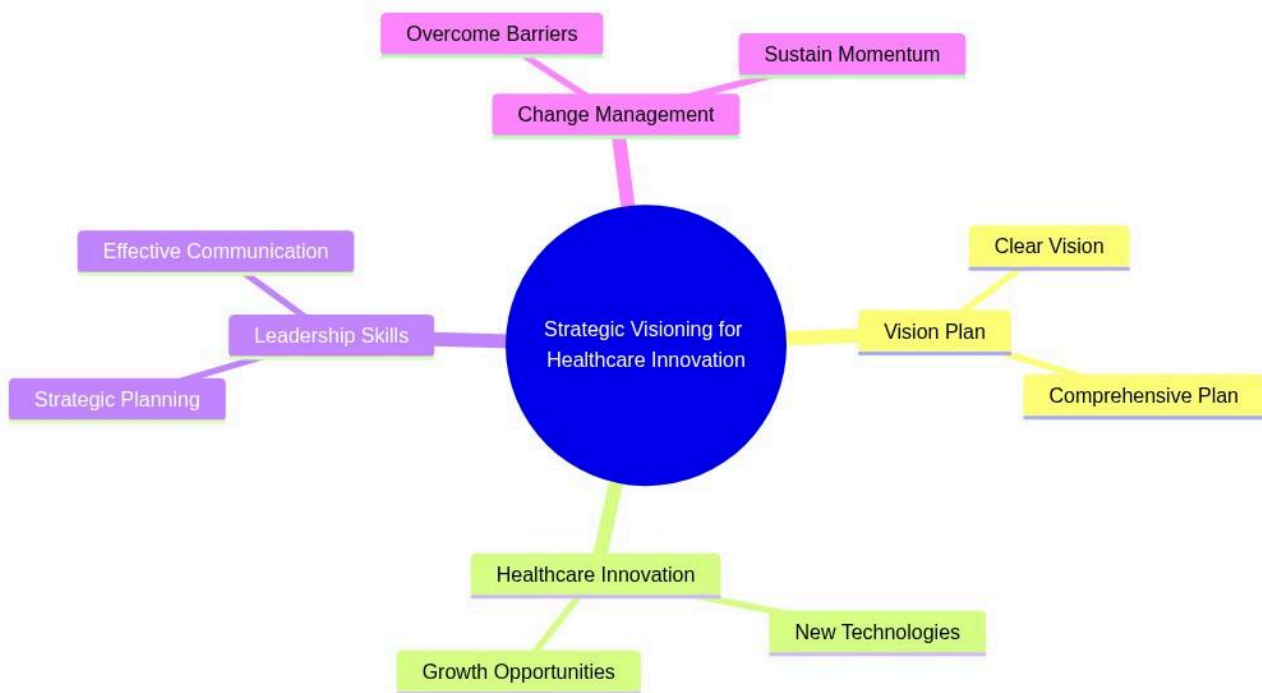 Overcome Barriers
Sustain Momentum
Change Management
Effective Communication
Clear Vision
Leadership Skills
Strategic Visioning for
Healthcare Innovation
Vision Plan
Strategic Planning
Comprehensive Plan
Healthcare Innovation
New Technologies
Growth Opportunities